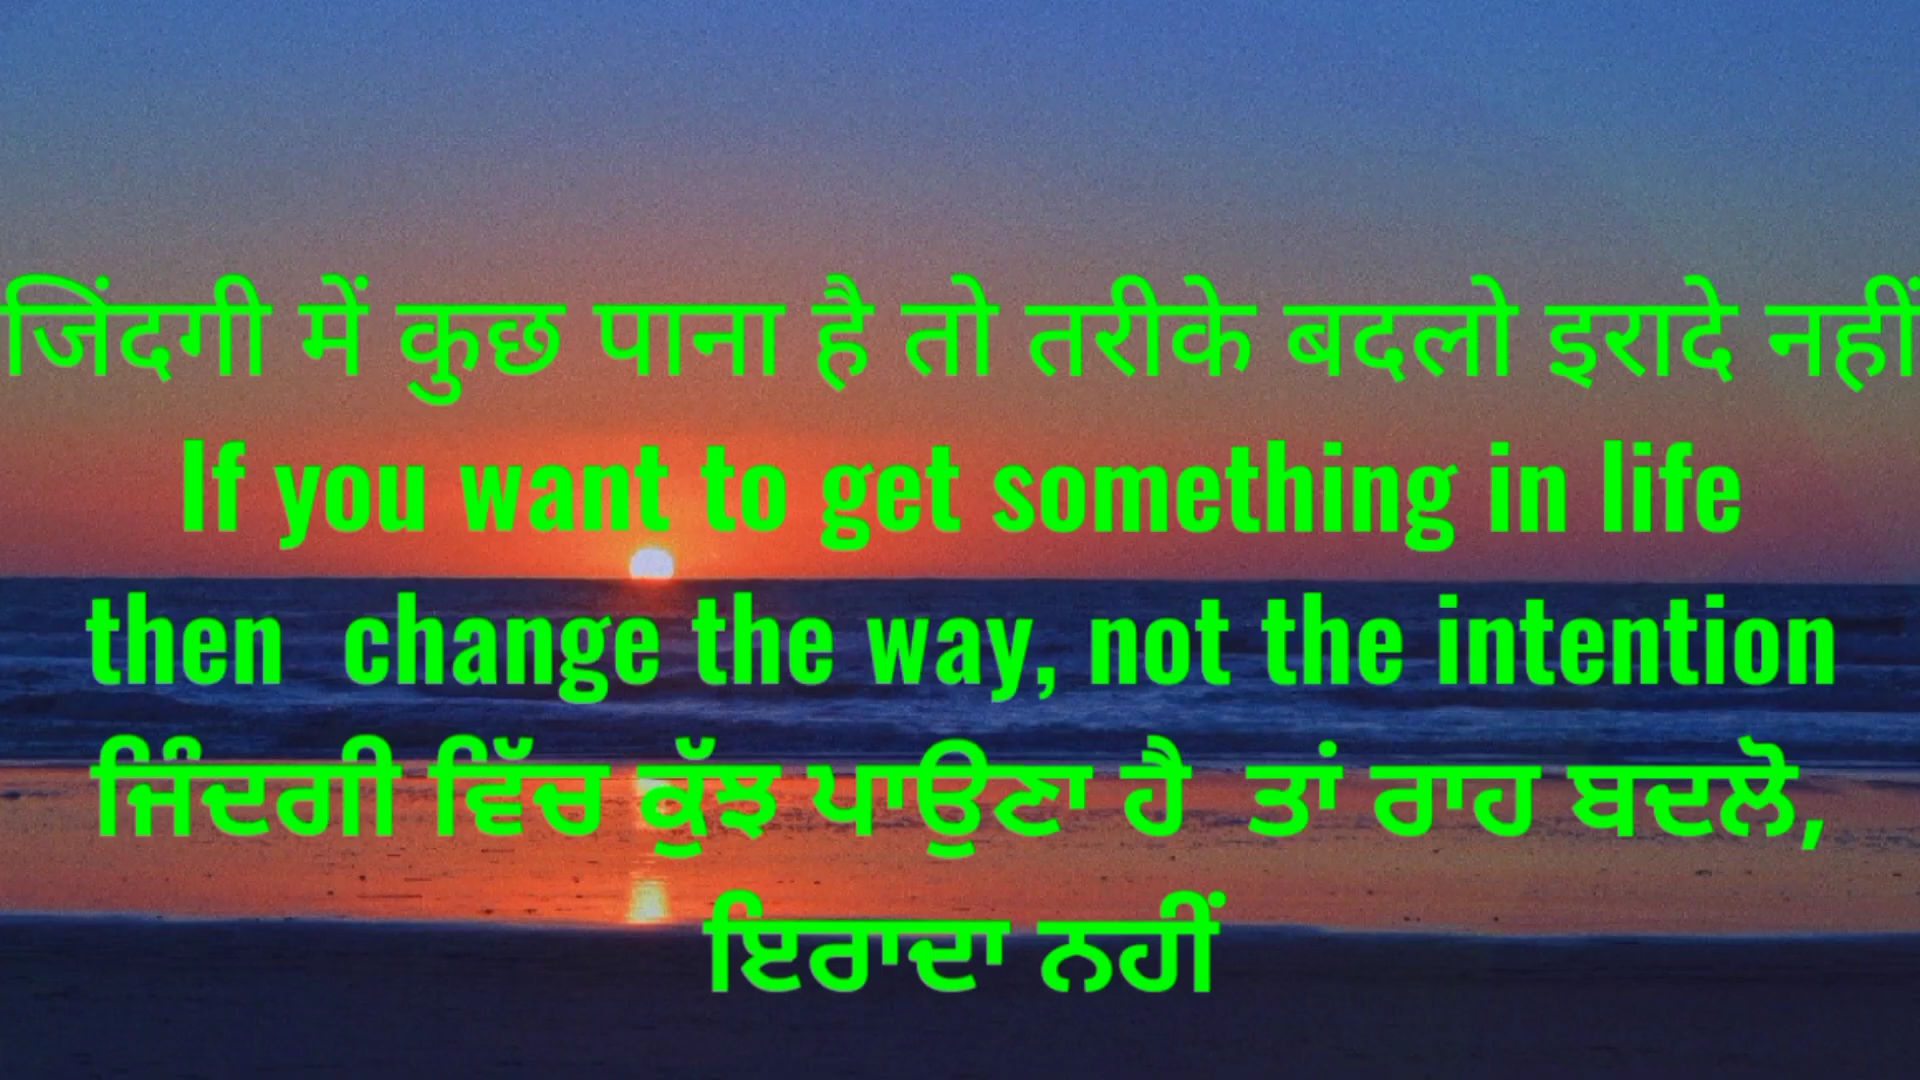 जिंदगी में कुछ पाना है तो तरीके बदलो इरादे नहीं
If you want to get something in life
then  change the way, not the intention
ਜਿੰਦਗੀ ਵਿੱਚ ਕੁੱਝ ਪਾਉਣਾ ਹੈ  ਤਾਂ ਰਾਹ ਬਦਲੋ,
ਇਰਾਦਾ ਨਹੀਂ